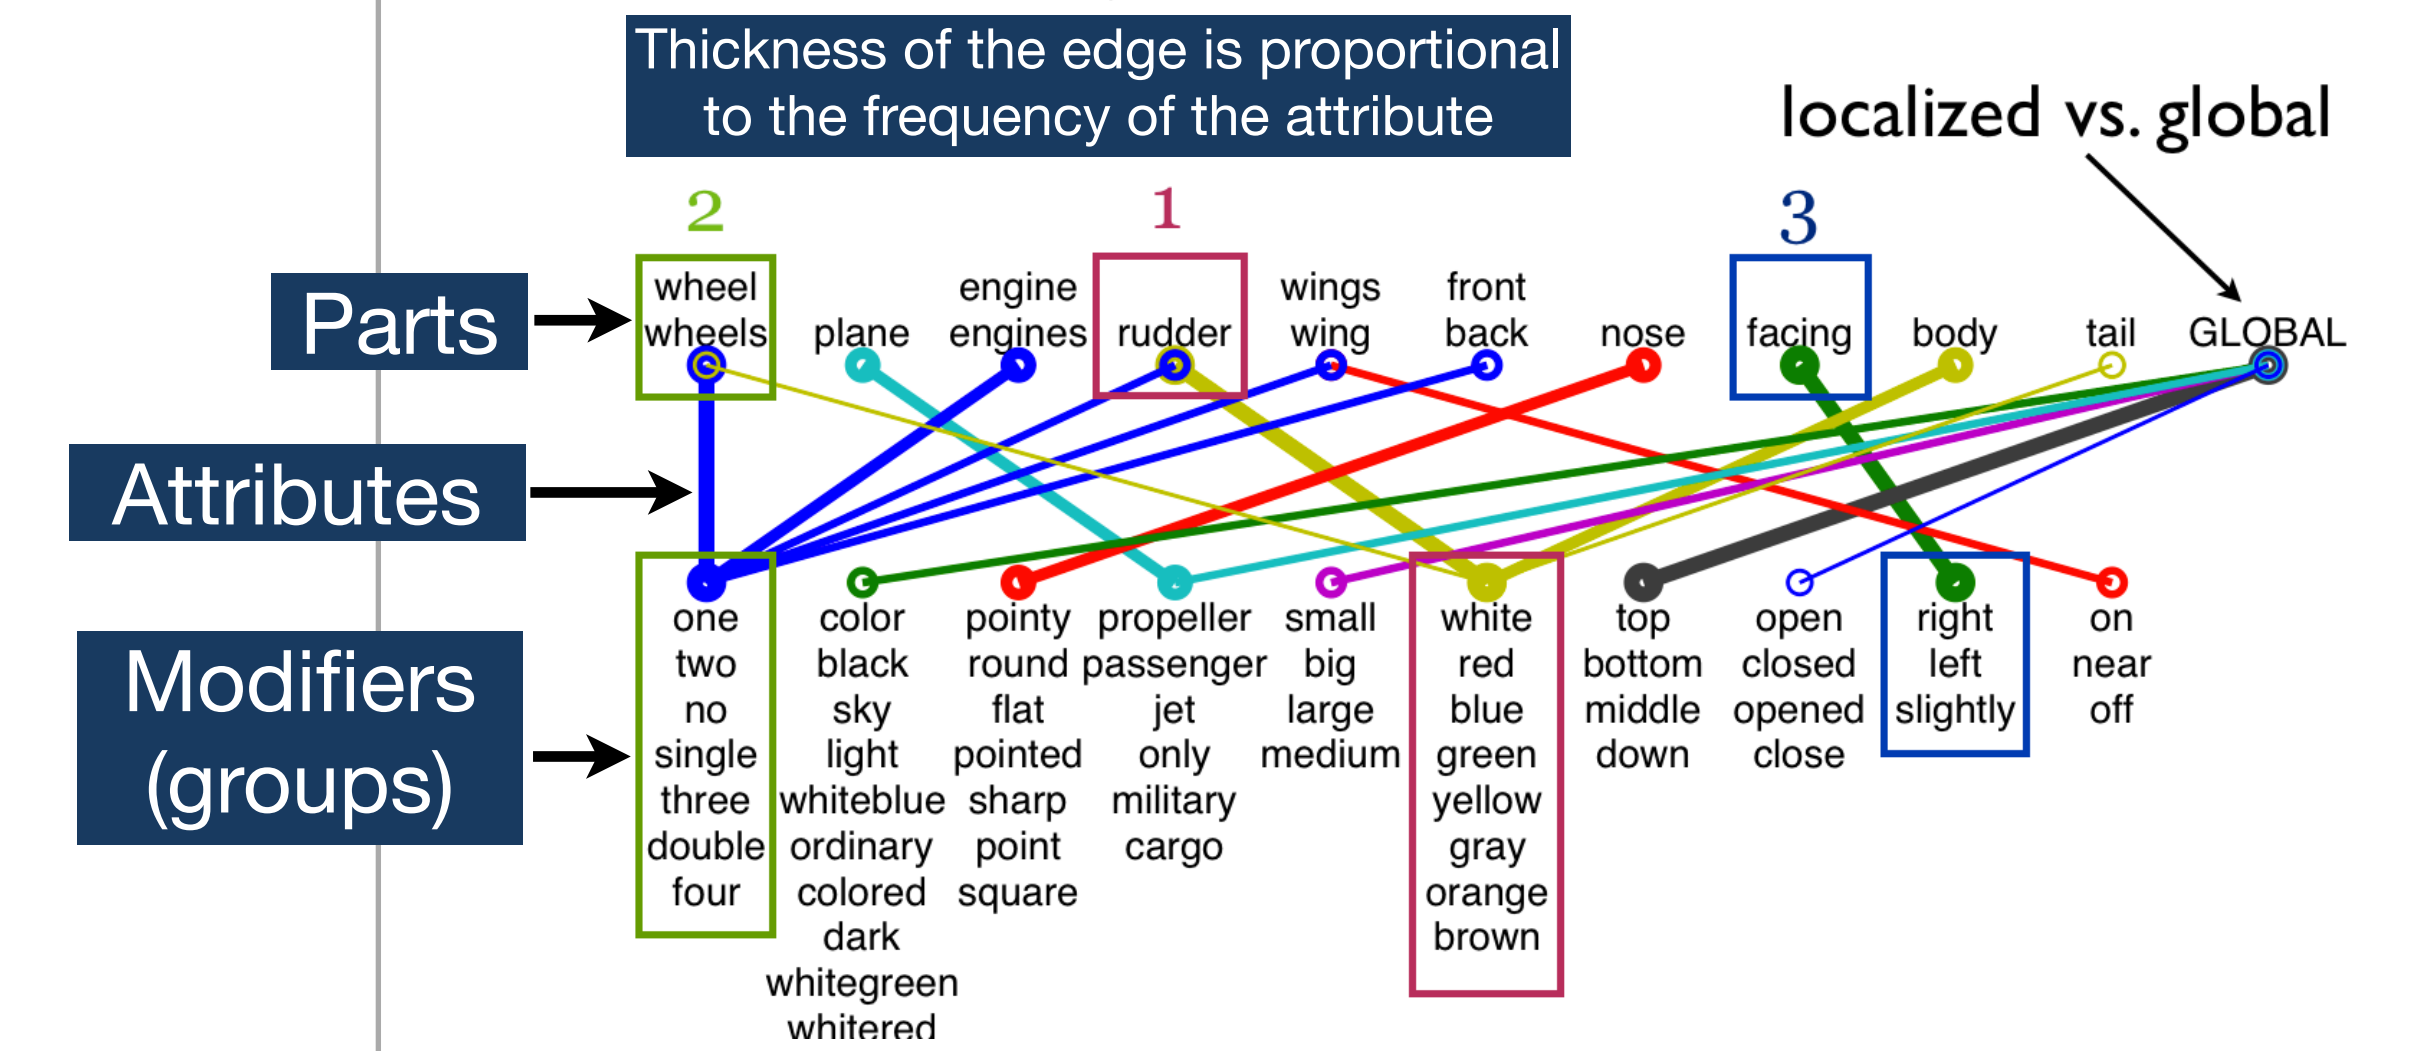 Thickness of the edge is proportional
to the frequency of the attribute
localized vs. global
2
1
3
Parts
wheel
wheels
plane
engine
engines
rudder
wings
wing
front
back
nose
facing
body
tail
GLOBAL
Attributes
Modifiers
(groups)
one
two
no
single
three
double
four
color
black
sky
light
whiteblue
ordinary
colored
dark
whitegreen
whitered
pointy
round
flat
pointed
sharp
point
square
propeller
passenger
jet
only
military
cargo
small
big
large
medium
white
red
blue
green
yellow
gray
orange
brown
top
bottom
middle
down
open
closed
opened
close
right
left
slightly
on
near
off